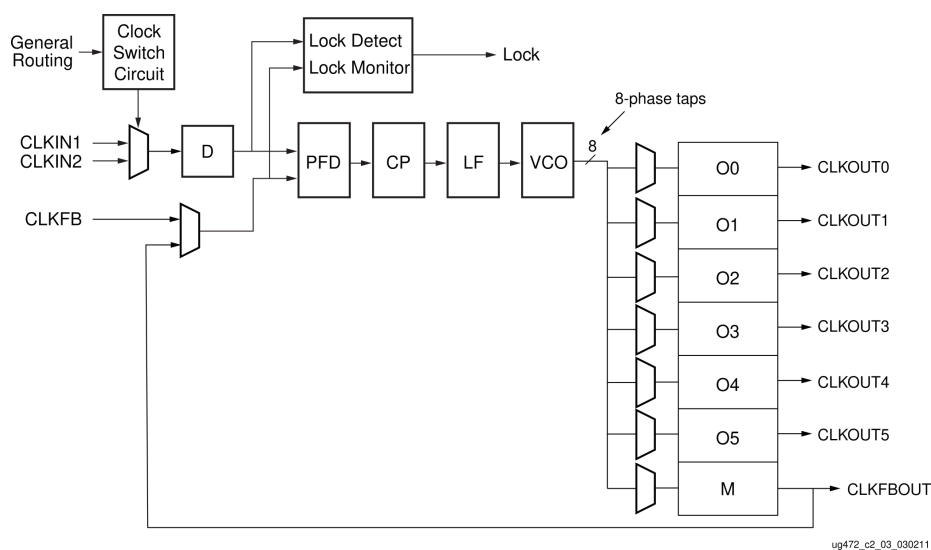 General
Routing
Clock
Switch
Circuit
Lock Detect
Lock Monitor
Lock
8-phase taps
CLKIN1
CLKIN2
D
PFD
CP
LF
VCO
8
O0
CLKOUT0
CLKFB
O1
CLKOUT1
O2
CLKOUT2
O3
CLKOUT3
O4
CLKOUT4
O5
CLKOUT5
M
CLKFBOUT
ug472_c2_03_030211